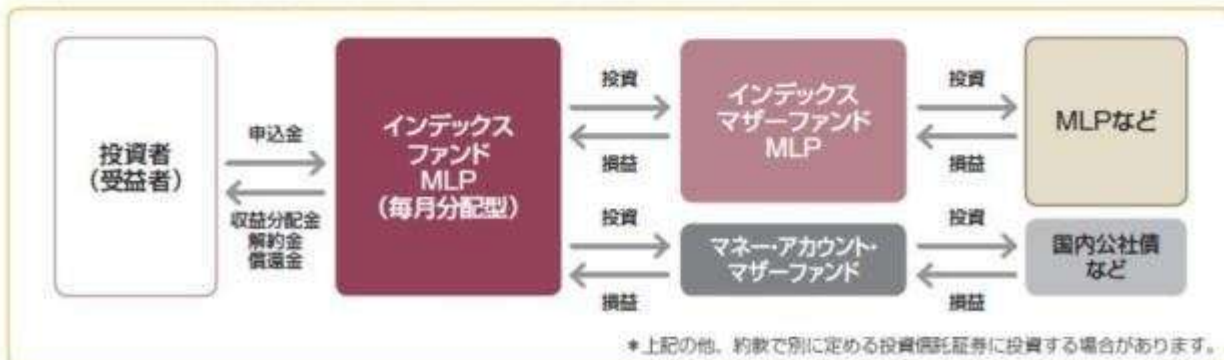 投資者
(受益者)
申込金
収益分配金
解約金
償還金
インデックス
ファンド
MLP
(毎月分配型)
投資
損益
インデックス
マザーファンド
MLP
投資
損益
MLPなど
投資
損益
マネー・アカウント・
マザーファンド
投資
損益
国内公社債
など
*上記の他、約款で別に定める投資信託証券に投資する場合があります。